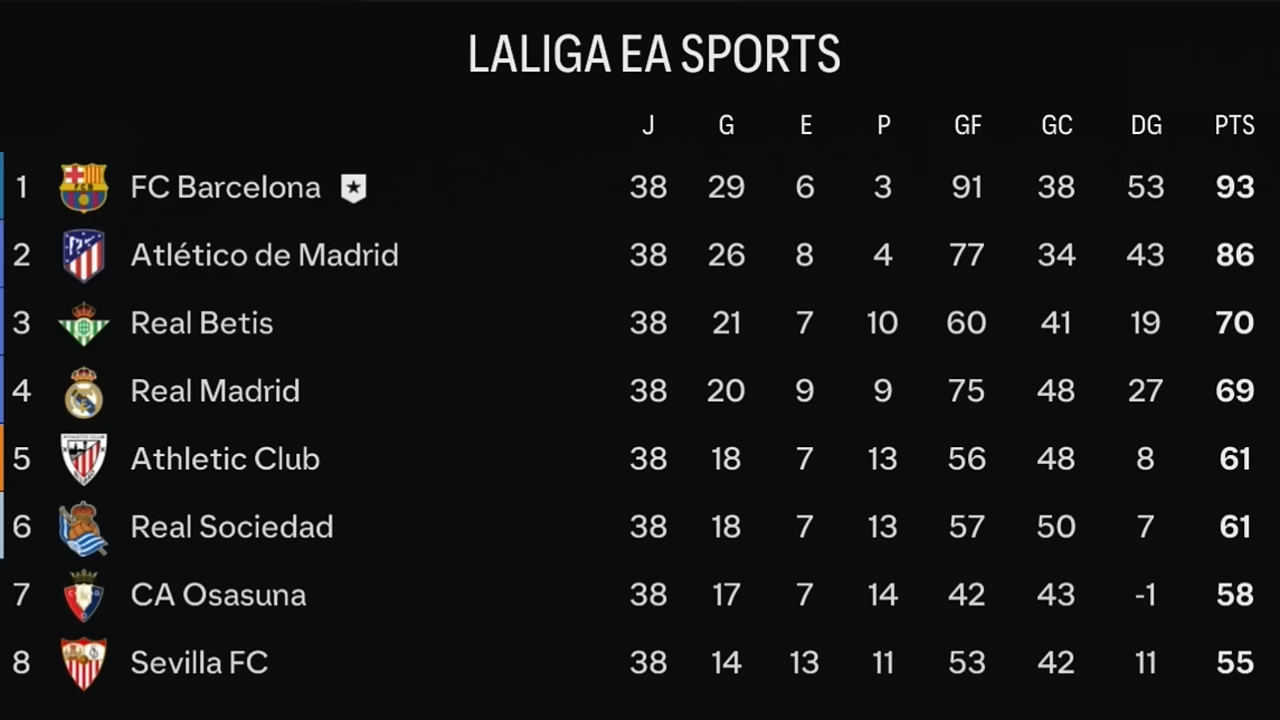 LALIGA EA SPORTS
J G E P GF GC DG PTS
1 FC Barcelona 38 29 6 3 91 38 53 93
2 Atlético de Madrid 38 26 8 4 77 34 43 86
3 Real Betis 38 21 7 10 60 41 19 70
4 Real Madrid 38 20 9 9 75 48 27 69
5 Athletic Club 38 18 7 13 56 48 8 61
6 Real Sociedad 38 18 7 13 57 50 7 61
7 CA Osasuna 38 17 7 14 42 43 -1 58
8 Sevilla FC 38 14 13 11 53 42 11 55